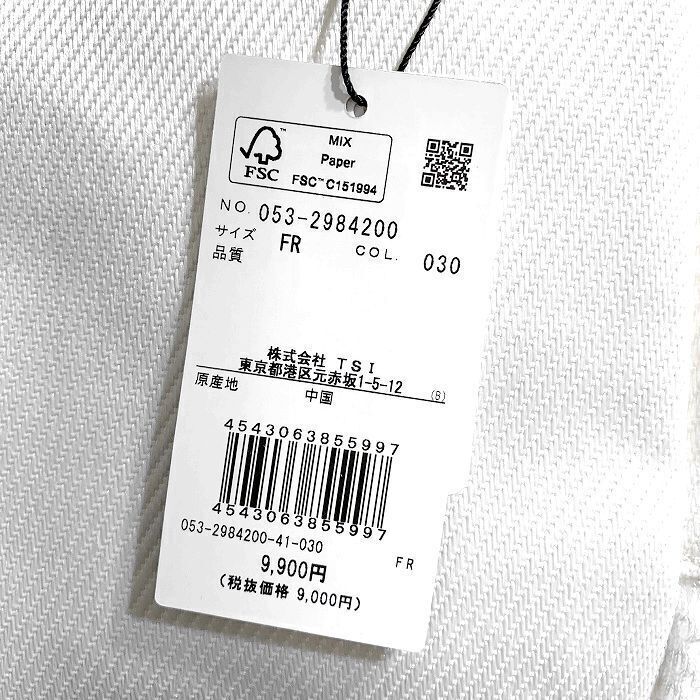 FSC™
MIX
Paper
FSC™ C151994
NO. 053-2984200
サイズ FR COL. 030
品質
株式会社 TSI
東京都港区元赤坂1-5-12 (B)
原産地 中国
4543063855997
4543063855997
053-2984200-41-030 FR
9,900円
(税抜価格 9,000円)